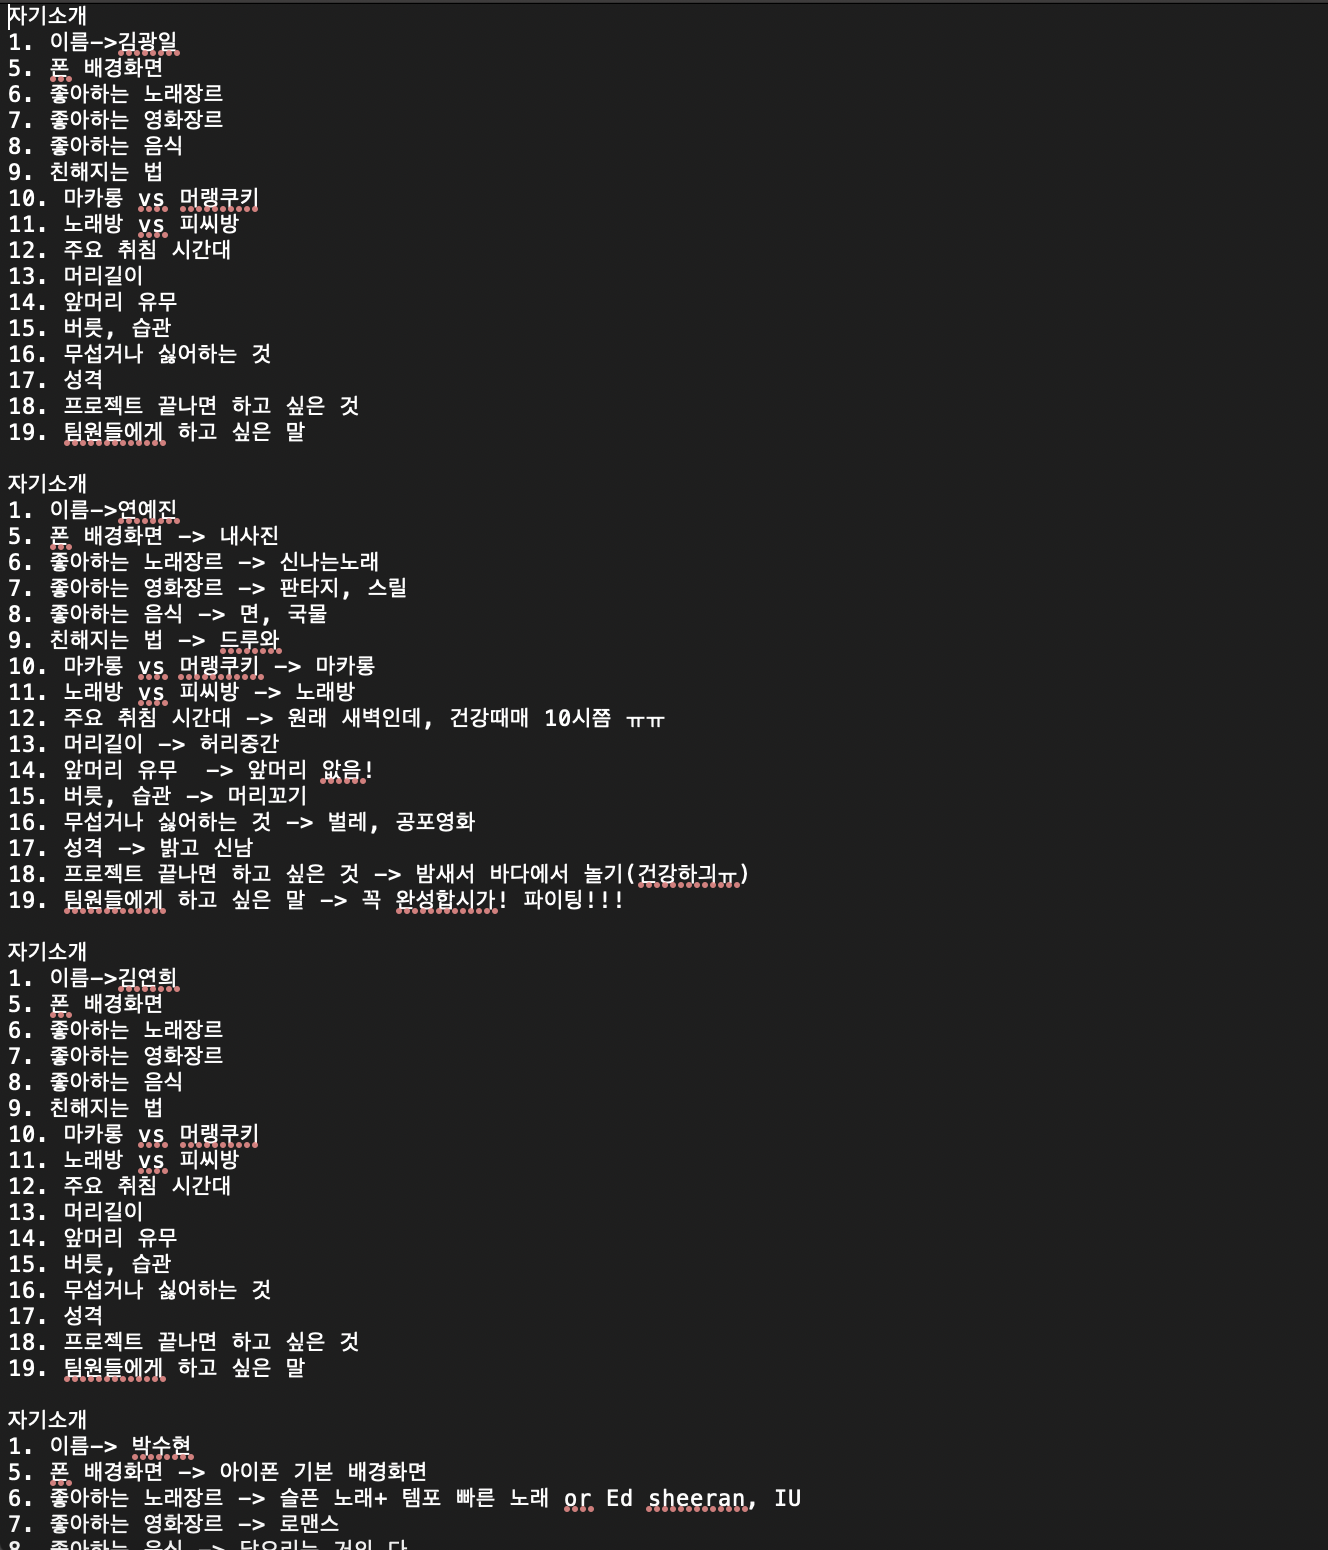 자기소개
1. 이름->김광일
5. 폰 배경화면
6. 좋아하는 노래장르
7. 좋아하는 영화장르
8. 좋아하는 음식
9. 친해지는 법
10. 마카롱 vs 머랭쿠키
11. 노래방 vs 피씨방
12. 주요 취침 시간대
13. 머리길이
14. 앞머리 유무
15. 버릇, 습관
16. 무섭거나 싫어하는 것
17. 성격
18. 프로젝트 끝나면 하고 싶은 것
19. 팀원들에게 하고 싶은 말
자기소개
1. 이름->연예진
5. 폰 배경화면 -> 내사진
6. 좋아하는 노래장르 -> 신나는노래
7. 좋아하는 영화장르 -> 판타지, 스릴
8. 좋아하는 음식 -> 면, 국물
9. 친해지는 법 -> 드루와
10. 마카롱 vs 머랭쿠키 -> 마카롱
11. 노래방 vs 피씨방 -> 노래방
12. 주요 취침 시간대 -> 원래 새벽인데, 건강때매 10시쯤 ㅠㅠ
13. 머리길이 -> 허리중간
14. 앞머리 유무  -> 앞머리 앖음!
15. 버릇, 습관 -> 머리꼬기
16. 무섭거나 싫어하는 것 -> 벌레, 공포영화
17. 성격 -> 밝고 신남
18. 프로젝트 끝나면 하고 싶은 것 -> 밤새서 바다에서 놀기(건강하긔ㅠ)
19. 팀원들에게 하고 싶은 말 -> 꼭 완성합시가! 파이팅!!!
자기소개
1. 이름->김연희
5. 폰 배경화면
6. 좋아하는 노래장르
7. 좋아하는 영화장르
8. 좋아하는 음식
9. 친해지는 법
10. 마카롱 vs 머랭쿠키
11. 노래방 vs 피씨방
12. 주요 취침 시간대
13. 머리길이
14. 앞머리 유무
15. 버릇, 습관
16. 무섭거나 싫어하는 것
17. 성격
18. 프로젝트 끝나면 하고 싶은 것
19. 팀원들에게 하고 싶은 말
자기소개
1. 이름-> 박수현
5. 폰 배경화면 -> 아이폰 기본 배경화면
6. 좋아하는 노래장르 -> 슬픈 노래+ 템포 빠른 노래 or Ed sheeran, IU
7. 좋아하는 영화장르 -> 로맨스
8. 좋아하는 음식 ->